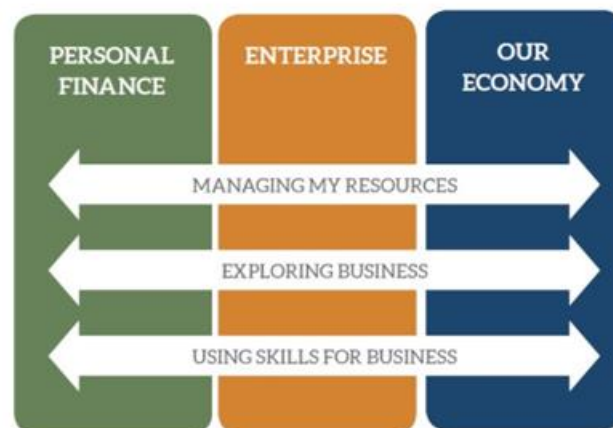 PERSONAL
FINANCE
ENTERPRISE
OUR
ECONOMY
MANAGING MY RESOURCES
EXPLORING BUSINESS
USING SKILLS FOR BUSINESS